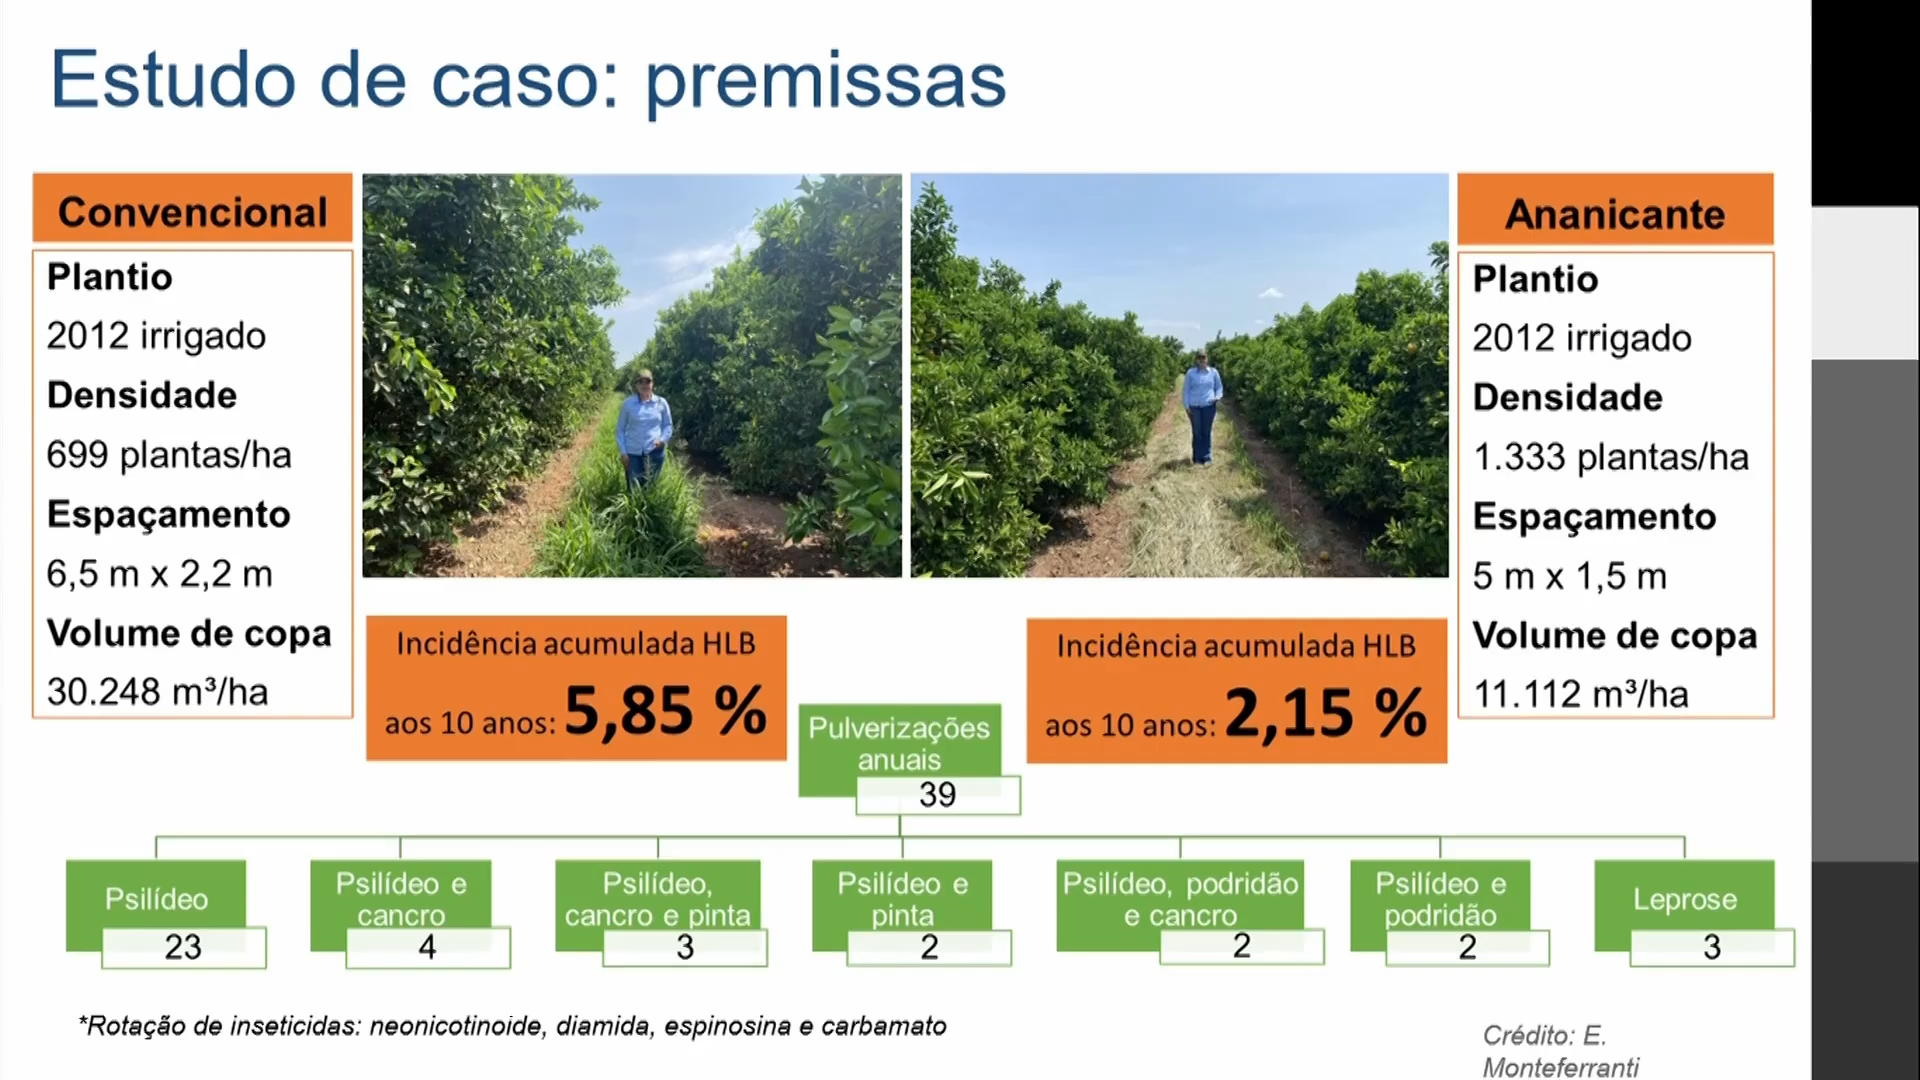 Estudo de caso: premissas
Convencional
Plantio
2012 irrigado
Densidade
699 plantas/ha
Espaçamento
6,5 m x 2,2 m
Volume de copa
30.248 m³/ha
Ananicante
Plantio
2012 irrigado
Densidade
1.333 plantas/ha
Espaçamento
5 m x 1,5 m
Volume de copa
11.112 m³/ha
Incidência acumulada HLB
aos 10 anos: 5,85 %
Incidência acumulada HLB
aos 10 anos: 2,15 %
Pulverizações
anuais
39
Psilídeo
23
Psilídeo e
cancro
4
Psilídeo,
cancro e pinta
3
Psilídeo e
pinta
2
Psilídeo, podridão
e cancro
2
Psilídeo e
podridão
2
Leprose
3
*Rotação de inseticidas: neonicotinoide, diamida, espinosina e carbamato
Crédito: E.
Monteferranti